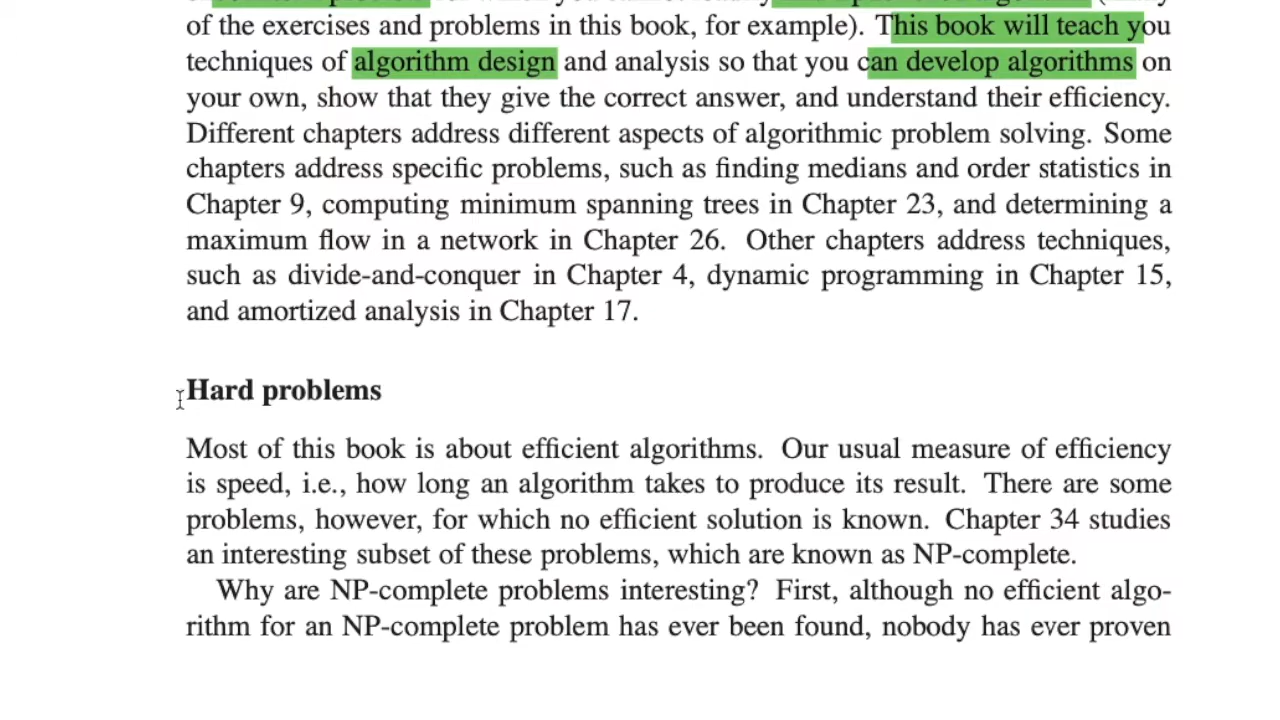 of the exercises and problems in this book, for example). This book will teach you
techniques of algorithm design and analysis so that you can develop algorithms on
your own, show that they give the correct answer, and understand their efficiency.
Different chapters address different aspects of algorithmic problem solving. Some
chapters address specific problems, such as finding medians and order statistics in
Chapter 9, computing minimum spanning trees in Chapter 23, and determining a
maximum flow in a network in Chapter 26. Other chapters address techniques,
such as divide-and-conquer in Chapter 4, dynamic programming in Chapter 15,
and amortized analysis in Chapter 17.
Hard problems
Most of this book is about efficient algorithms. Our usual measure of efficiency
is speed, i.e., how long an algorithm takes to produce its result. There are some
problems, however, for which no efficient solution is known. Chapter 34 studies
an interesting subset of these problems, which are known as NP-complete.
Why are NP-complete problems interesting? First, although no efficient algo-
rithm for an NP-complete problem has ever been found, nobody has ever proven